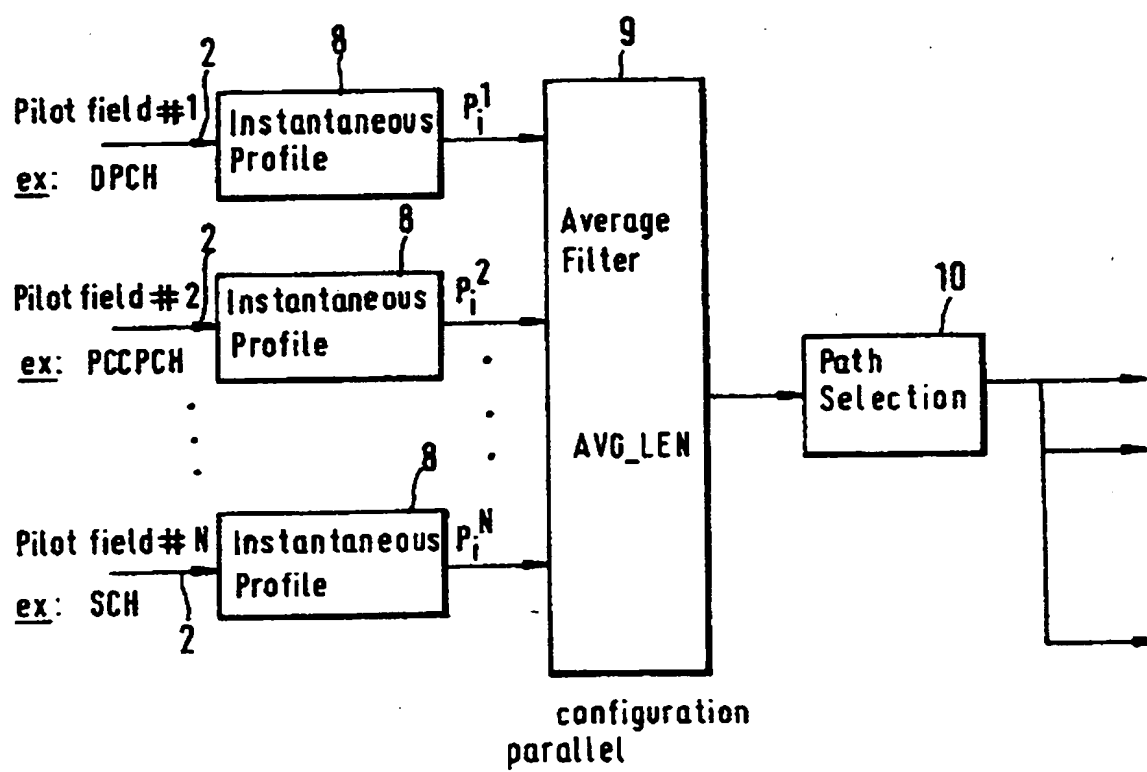 9
2
8
Pilot field#1
Instantaneous
Profile
P_i^1
ex: DPCH
Average
Filter
2
8
Pilot field#2
Instantaneous
Profile
P_i^2
ex: PCCPCH
10
Path
Selection
AVG_LEN
8
Pilot field#N
Instantaneous
Profile
P_i^N
ex: SCH
2
configuration
parallel